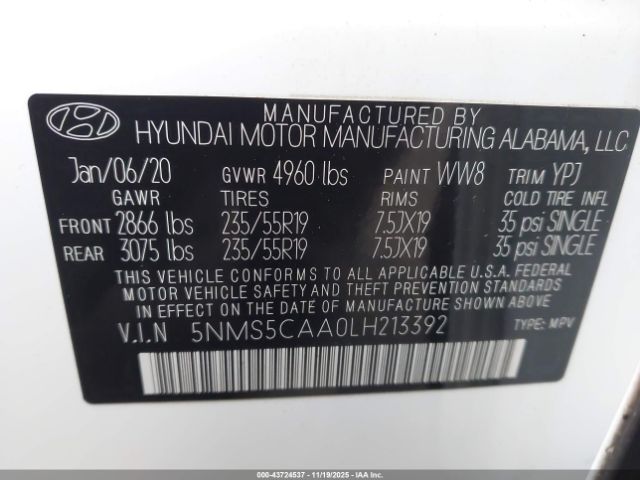 MANUFACTURED BY
HYUNDAI MOTOR MANUFACTURING ALABAMA, LLC
Jan/06/20 GVWR 4960 lbs PAINT WW8 TRIM YPJ
GAWR TIRES RIMS COLD TIRE INFL
FRONT 2866 lbs 235/55R19 7.5JX19 35 psi SINGLE
REAR 3075 lbs 235/55R19 7.5JX19 35 psi SINGLE
THIS VEHICLE CONFORMS TO ALL APPLICABLE U.S.A. FEDERAL
MOTOR VEHICLE SAFETY AND THEFT PREVENTION STANDARDS
IN EFFECT ON THE DATE OF MANUFACTURE SHOWN ABOVE
V.I.N 5NMS5CAA0LH213392 TYPE: MPV
000-43724537 - 11/19/2025 - IAAI.COM